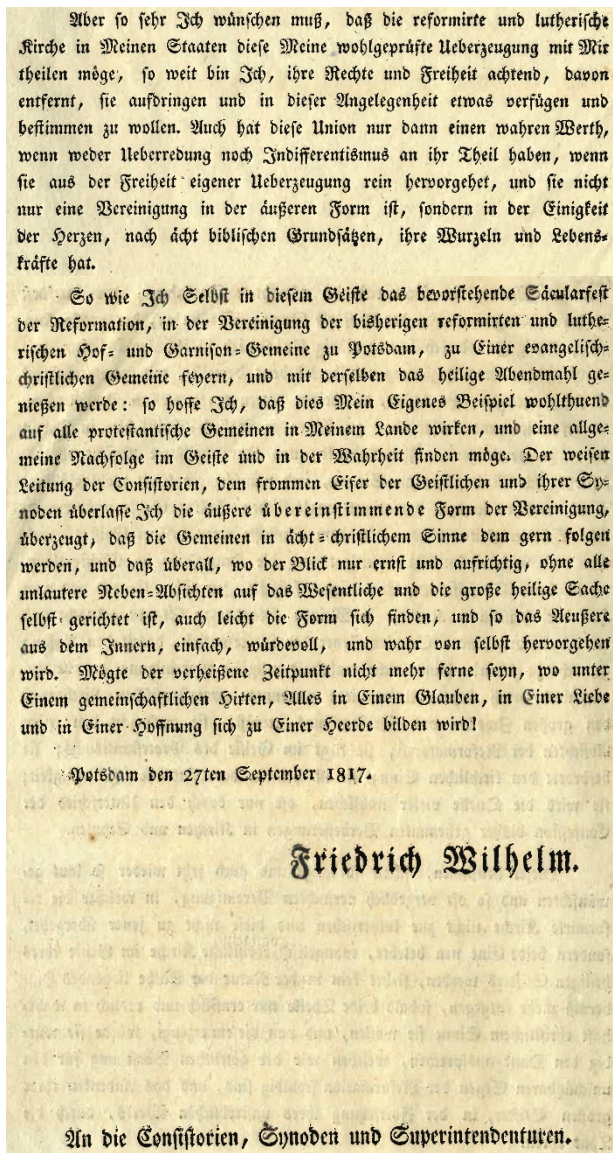 Aber so sehr Ich wünschen muß, daß die reformirte und lutherische
Kirche in Meinen Staaten diese Meine wohlgeprüfte Ueberzeugung mit Mir
theilen möge, so weit bin Ich, ihre Rechte und Freiheit achtend, davon
entfernt, sie aufdringen und in dieser Angelegenheit etwas verfügen und
bestimmen zu wollen. Auch hat diese Union nur dann einen wahren Werth,
wenn weder Ueberredung noch Indifferentismus an ihr Theil haben, wenn
sie aus der Freiheit eigener Ueberzeugung rein hervorgehet, und sie nicht
nur eine Vereinigung in der äußeren Form ist, sondern in der Einigkeit
der Herzen, nach ächt biblischen Grundsätzen, ihre Wurzeln und Lebens-
kräfte hat.
So wie Ich Selbst in diesem Geiste das bevorstehende Säcularfest
der Reformation, in der Vereinigung der bisherigen reformirten und luthe-
rischen Hof- und Garnison-Gemeine zu Potsdam, zu Einer evangelisch-
christlichen Gemeine feyern, und mit derselben das heilige Abendmahl ge-
nießen werde: so hoffe Ich, daß dies Mein Eigenes Beispiel wohlthuend
auf alle protestantische Gemeinen in Meinem Lande wirken, und eine allge-
meine Nachfolge im Geiste und in der Wahrheit finden möge. Der weisen
Leitung der Consistorien, dem frommen Eifer der Geistlichen und ihrer Sy-
noden überlasse Ich die äußere übereinstimmende Form der Vereinigung,
überzeugt, daß die Gemeinen in ächt-christlichem Sinne dem gern folgen
werden, und daß überall, wo der Blick nur ernst und aufrichtig, ohne alle
unlautere Neben-Absichten auf das Wesentliche und die große heilige Sache
selbst gerichtet ist, auch leicht die Form sich finden, und so das Aeußere
aus dem Innern, einfach, würdevoll, und wahr von selbst hervorgehen
wird. Mögte der verheißene Zeitpunkt nicht mehr ferne seyn, wo unter
Einem gemeinschaftlichen Hirten, Alles in Einem Glauben, in Einer Liebe
und in Einer Hoffnung sich zu Einer Heerde bilden wird!
Potsdam den 27ten September 1817.
Friedrich Wilhelm.
An die Consistorien, Synoden und Superintendenturen.